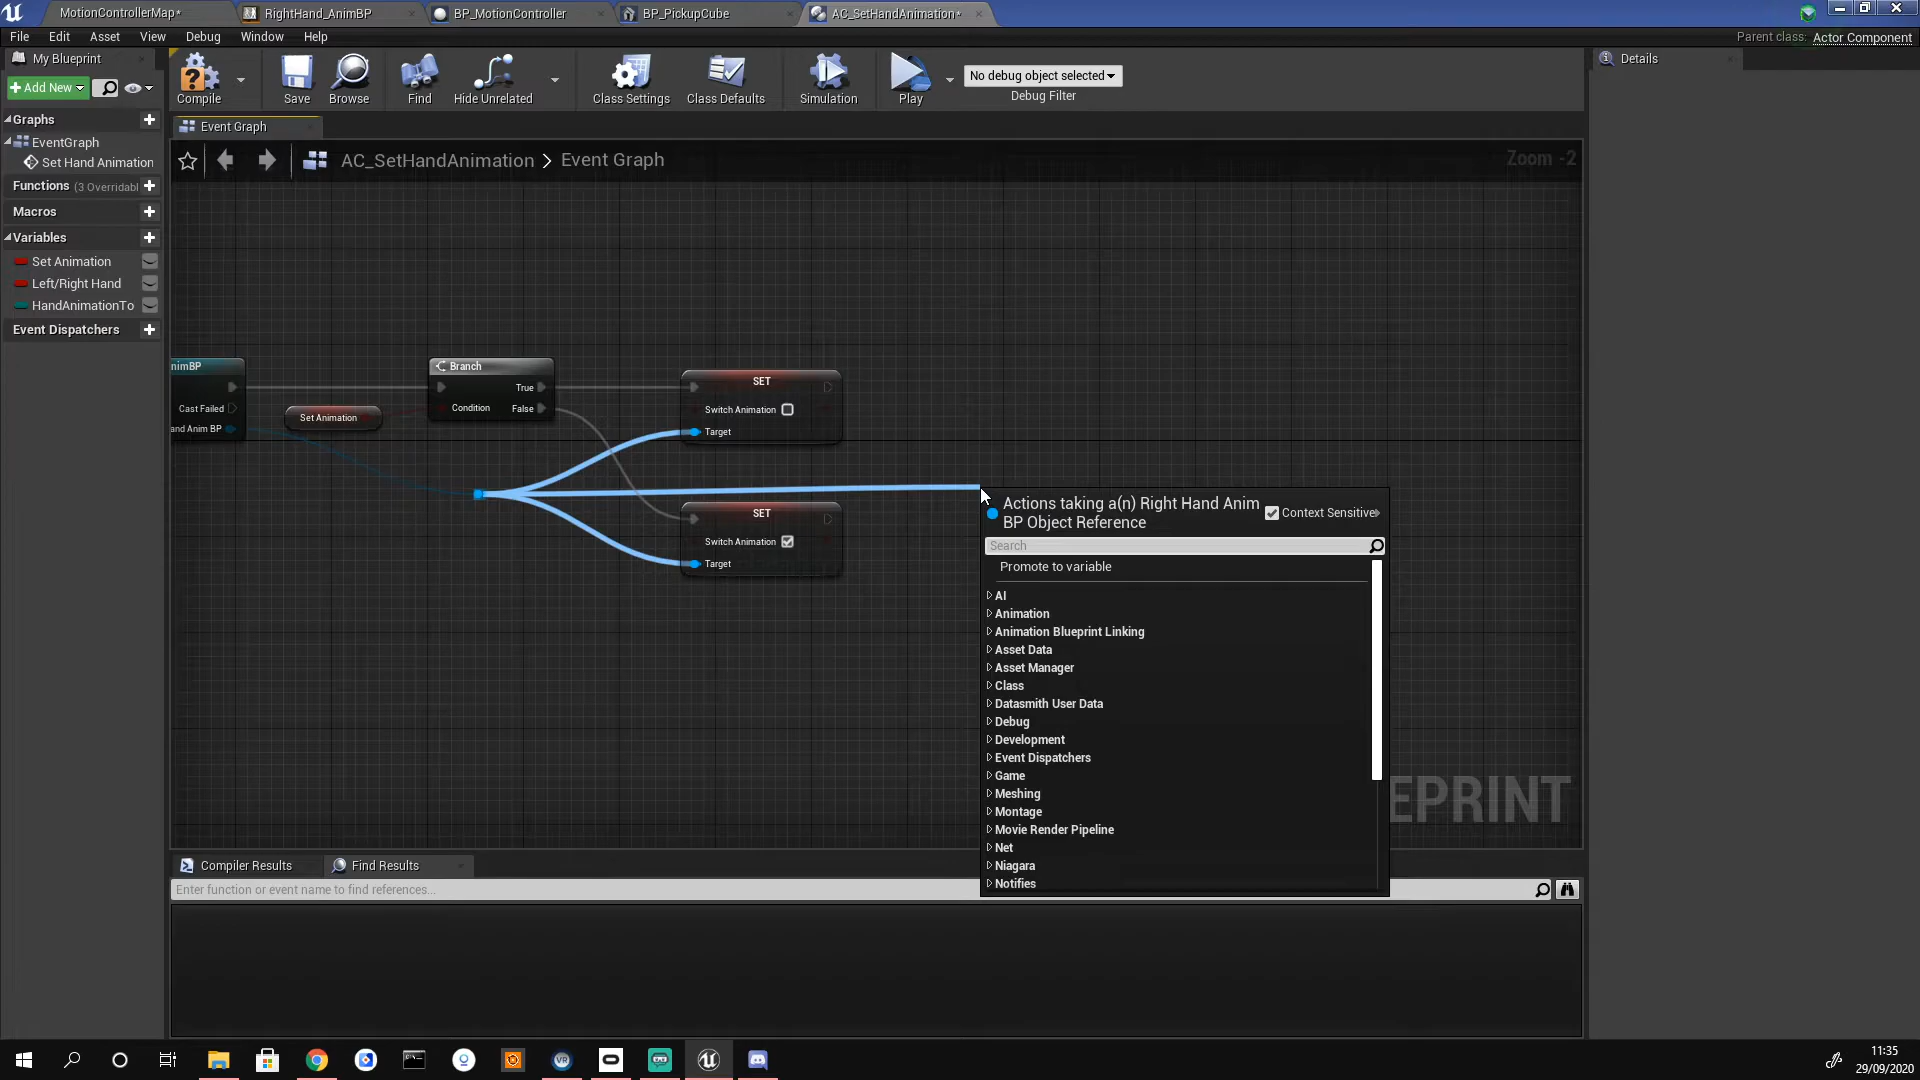 MotionControllerMap*
RightHand_AnimBP
BP_MotionController
BP_PickupCube
AC_SetHandAnimation*
File Edit Asset View Debug Window Help
Parent class: Actor Component
My Blueprint
+Add New
Compile
Save
Browse
Find
Hide Unrelated
Class Settings
Class Defaults
Simulation
Play
No debug object selected
Debug Filter
Details
Graphs
EventGraph
Set Hand Animation
Functions (3 Overridabl
Macros
Variables
Set Animation
Left/Right Hand
HandAnimationTo
Event Dispatchers
Event Graph
AC_SetHandAnimation > Event Graph
Zoom -2
nimBP
Cast Failed
and Anim BP
Set Animation
Branch
True
Condition
False
SET
Switch Animation
Target
SET
Switch Animation
Target
Actions taking a(n) Right Hand Anim
BP Object Reference
Context Sensitive
Search
Promote to variable
AI
Animation
Animation Blueprint Linking
Asset Data
Asset Manager
Class
Datasmith User Data
Debug
Development
Event Dispatchers
Game
Meshing
Montage
Movie Render Pipeline
Net
Niagara
Notifies
EPRINT
Compiler Results
Find Results
Enter function or event name to find references...
11:35
29/09/2020